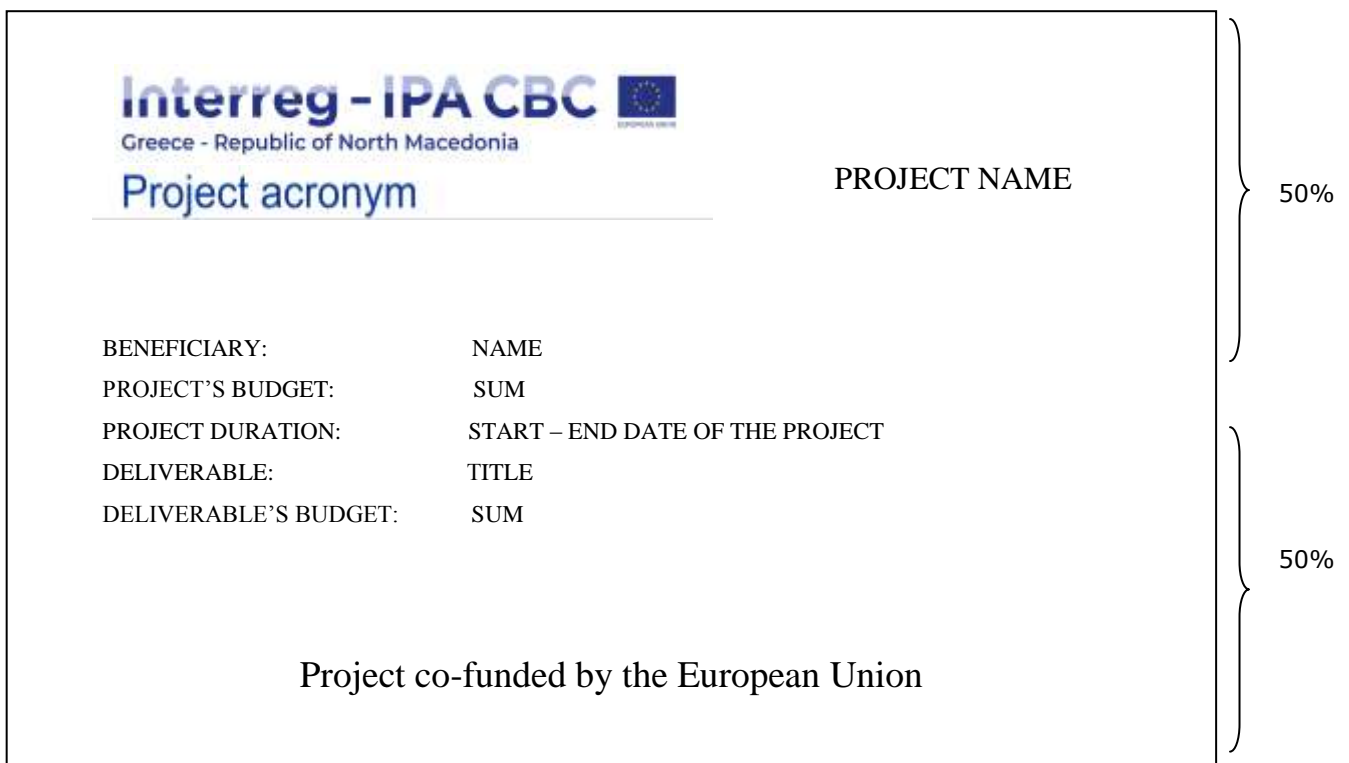 Interreg - IPA CBC
EUROPEAN UNION
Greece - Republic of North Macedonia
Project acronym
PROJECT NAME
50%
BENEFICIARY: NAME
PROJECT’S BUDGET: SUM
PROJECT DURATION: START – END DATE OF THE PROJECT
DELIVERABLE: TITLE
DELIVERABLE’S BUDGET: SUM
50%
Project co-funded by the European Union